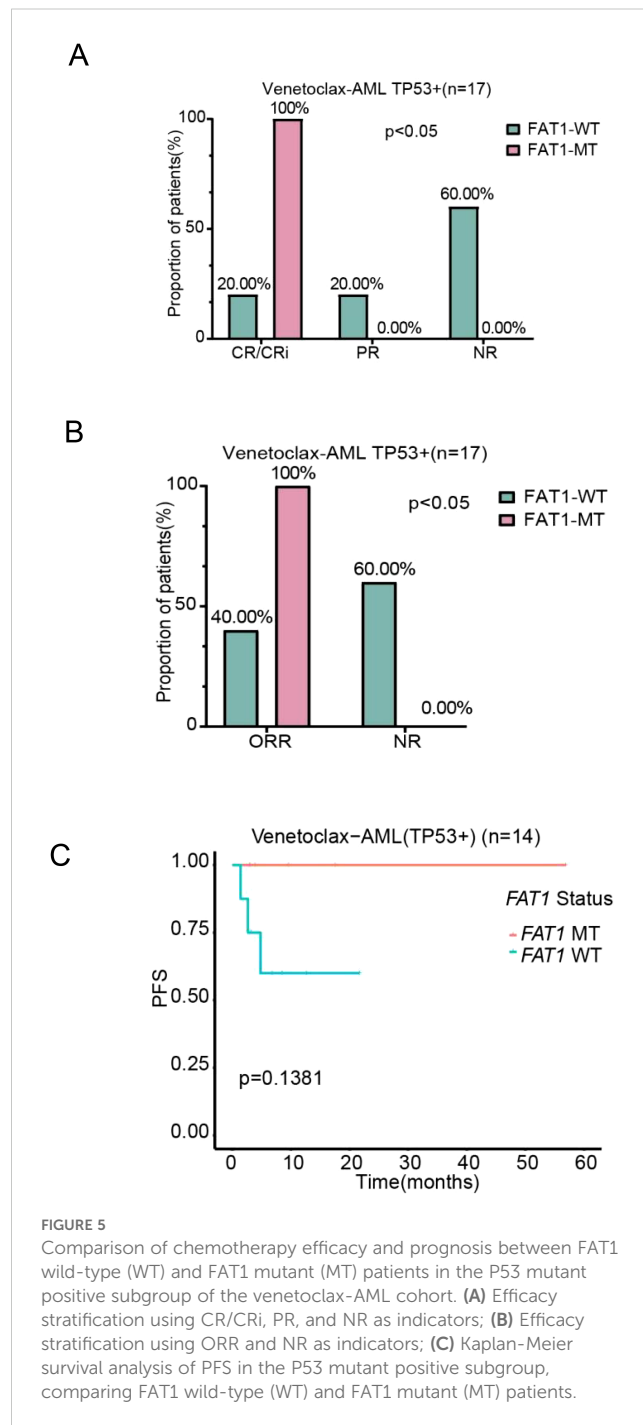 A
Venetoclax-AML TP53+(n=17)
100%
p<0.05
FAT1-WT
FAT1-MT
Proportion of patients(%)
100
50
0
20.00%
20.00%
0.00%
60.00%
0.00%
CR/CRi
PR
NR
B
Venetoclax-AML TP53+(n=17)
100%
p<0.05
FAT1-WT
FAT1-MT
Proportion of patients(%)
100
50
0
40.00%
60.00%
0.00%
ORR
NR
C
Venetoclax−AML(TP53+) (n=14)
FAT1 Status
FAT1 MT
FAT1 WT
PFS
1.00
0.75
0.50
0.25
0.00
p=0.1381
0 10 20 30 40 50 60
Time(months)
FIGURE 5
Comparison of chemotherapy efficacy and prognosis between FAT1
wild-type (WT) and FAT1 mutant (MT) patients in the P53 mutant
positive subgroup of the venetoclax-AML cohort. (A) Efficacy
stratification using CR/CRi, PR, and NR as indicators; (B) Efficacy
stratification using ORR and NR as indicators; (C) Kaplan-Meier
survival analysis of PFS in the P53 mutant positive subgroup,
comparing FAT1 wild-type (WT) and FAT1 mutant (MT) patients.